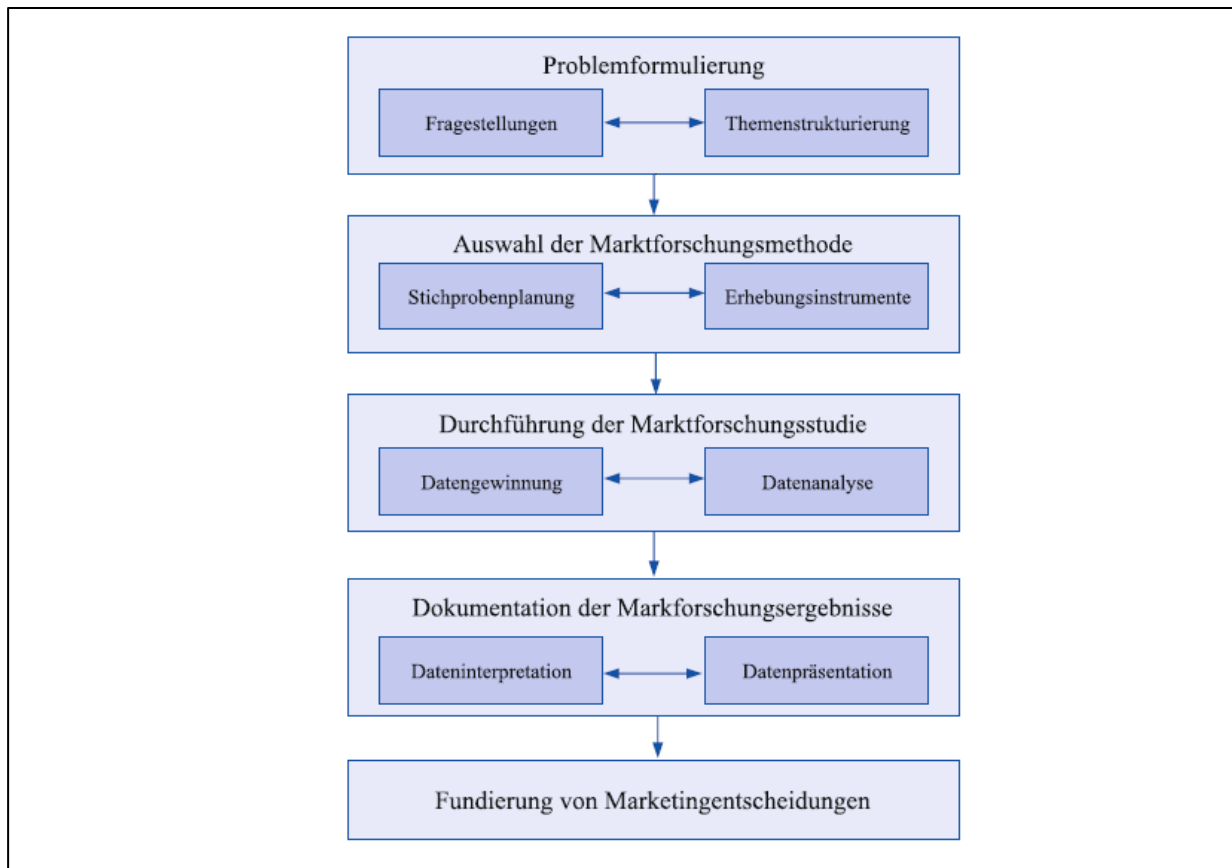 Problemformulierung
Fragestellungen
Themenstrukturierung
Auswahl der Marktforschungsmethode
Stichprobenplanung
Erhebungsinstrumente
Durchführung der Marktforschungsstudie
Datengewinnung
Datenanalyse
Dokumentation der Markforschungsergebnisse
Dateninterpretation
Datenpräsentation
Fundierung von Marketingentscheidungen